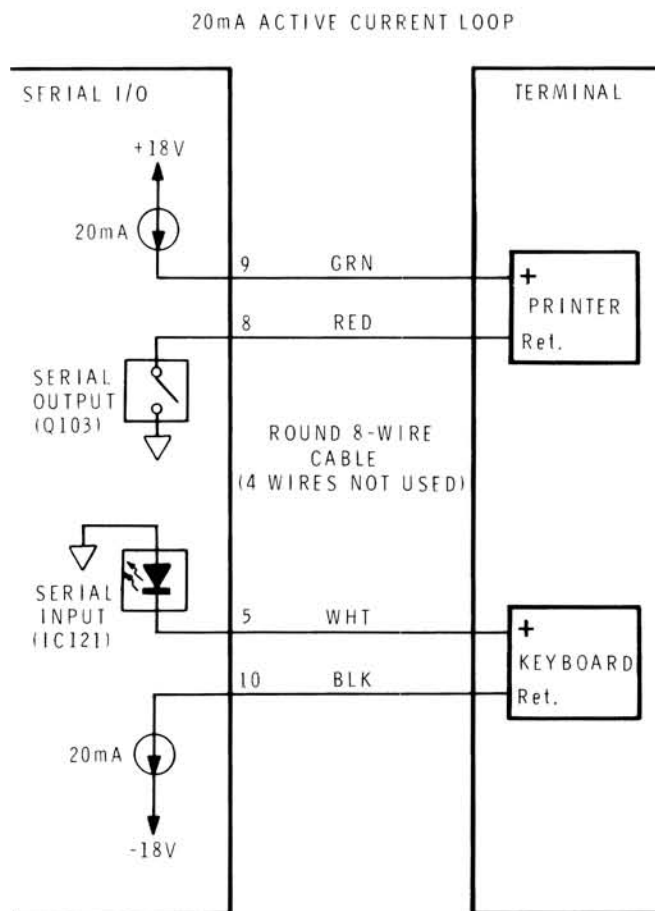 20mA ACTIVE CURRENT LOOP
SERIAL I/O
TERMINAL
+18V
20mA
9 GRN
+
PRINTER
8 RED
Ret.
SERIAL
OUTPUT
(Q103)
ROUND 8-WIRE
CABLE
(4 WIRES NOT USED)
SERIAL
INPUT
(IC121)
5 WHT
+
KEYBOARD
10 BLK
Ret.
20mA
-18V